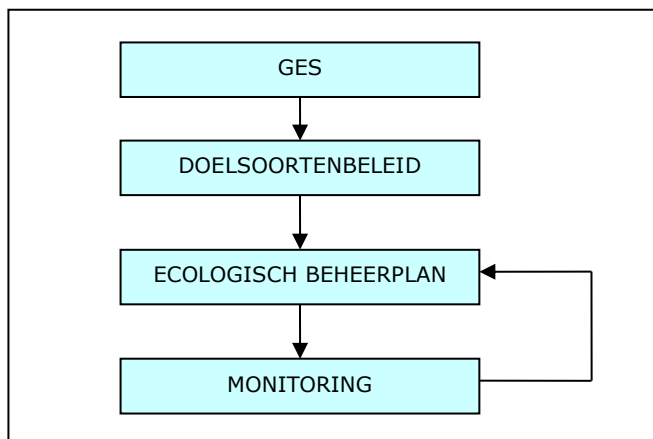 GES
DOELSOORTENBELEID
ECOLOGISCH BEHEERPLAN
MONITORING